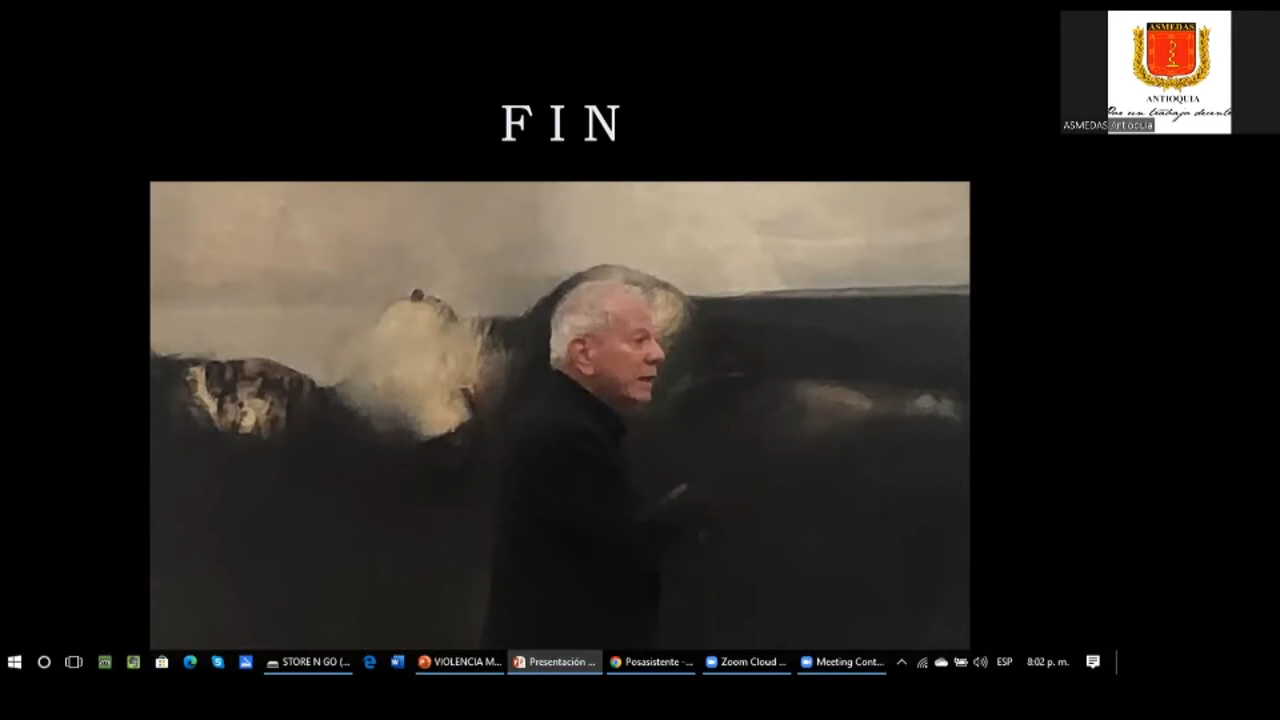 FIN
ASMEDAS
ANTIOQUIA
Por un trabajo decente
ASMEDAS Antioquia
STORE N GO (...
VIOLENCIA M...
Presentación ...
Posasistente -...
Zoom Cloud ...
Meeting Cont...
ESP
8:02 p. m.